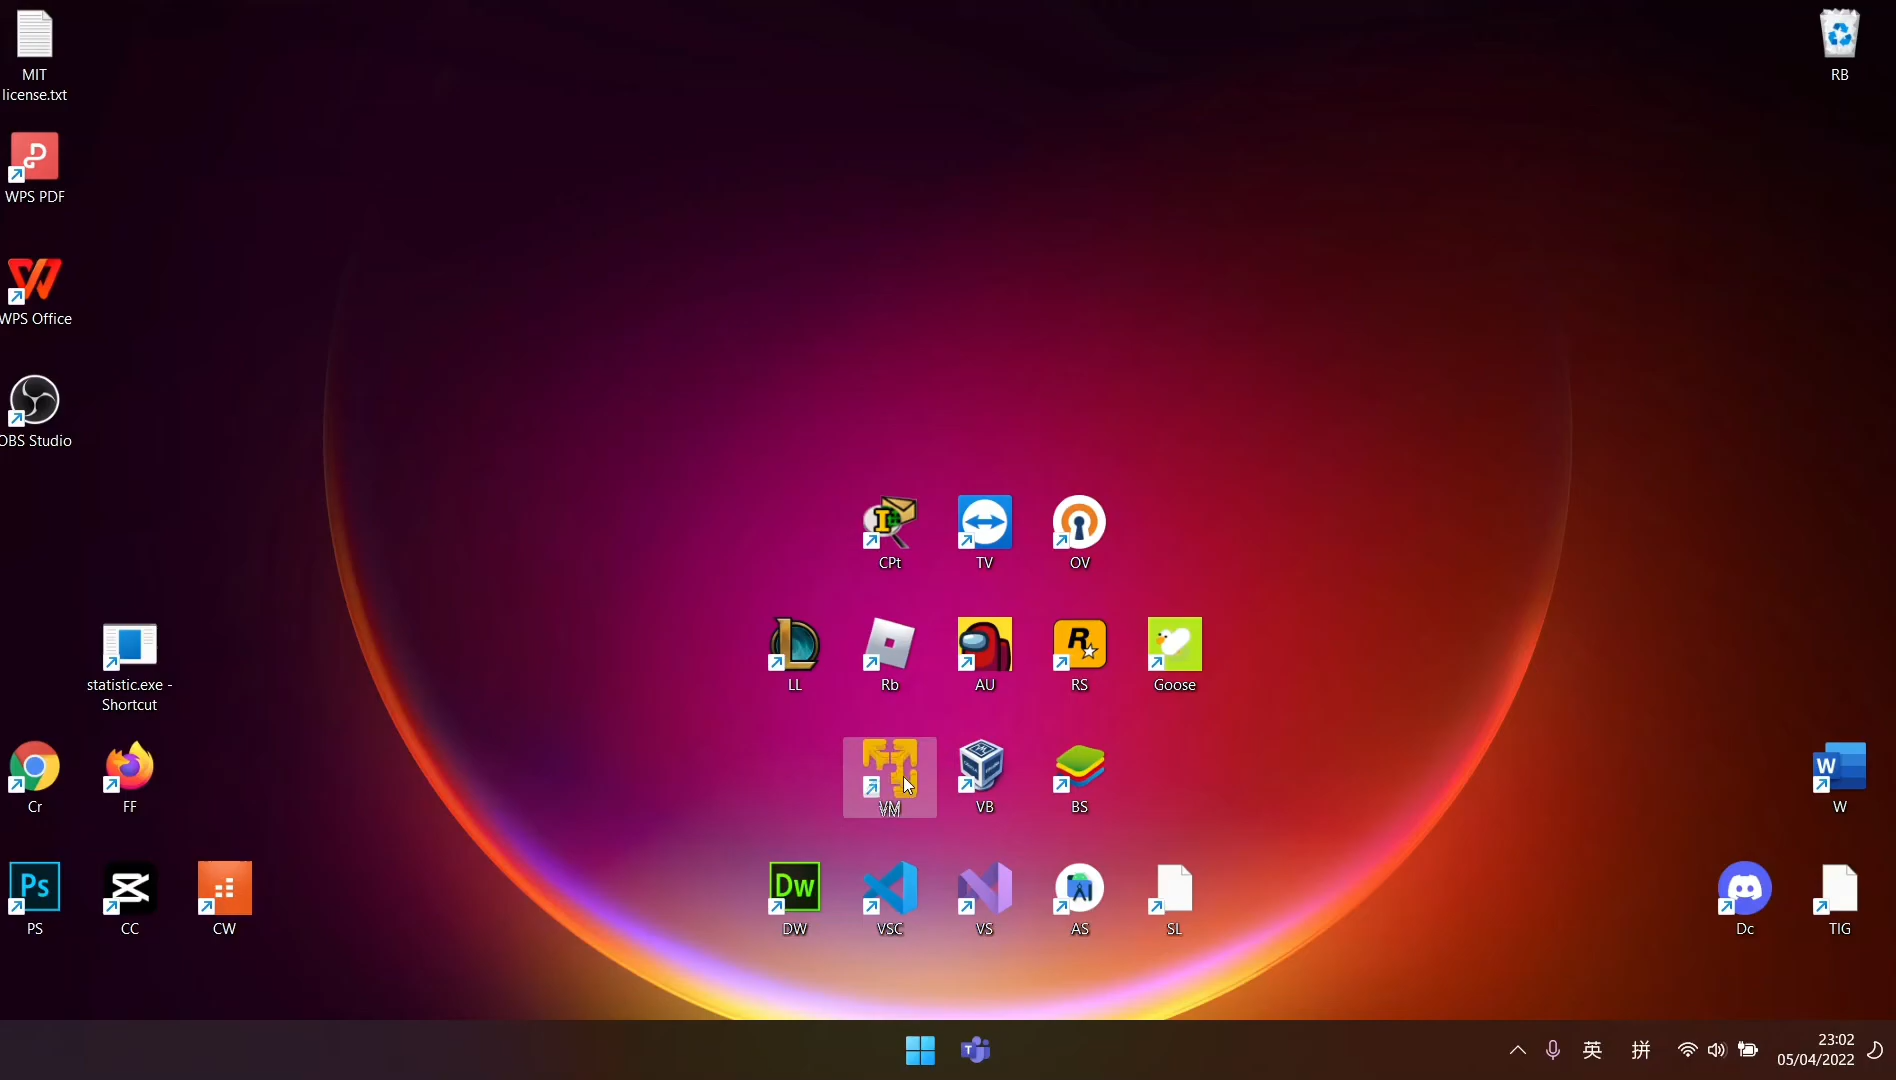 MIT
license.txt
RB
WPS PDF
WPS Office
OBS Studio
CPt
TV
OV
statistic.exe -
Shortcut
LL
Rb
AU
R
RS
Goose
Cr
FF
VM
VB
BS
W
W
Ps
PS
CC
CW
Dw
DW
VSC
VS
AS
SL
Dc
TIG
T
英
拼
23:02
05/04/2022